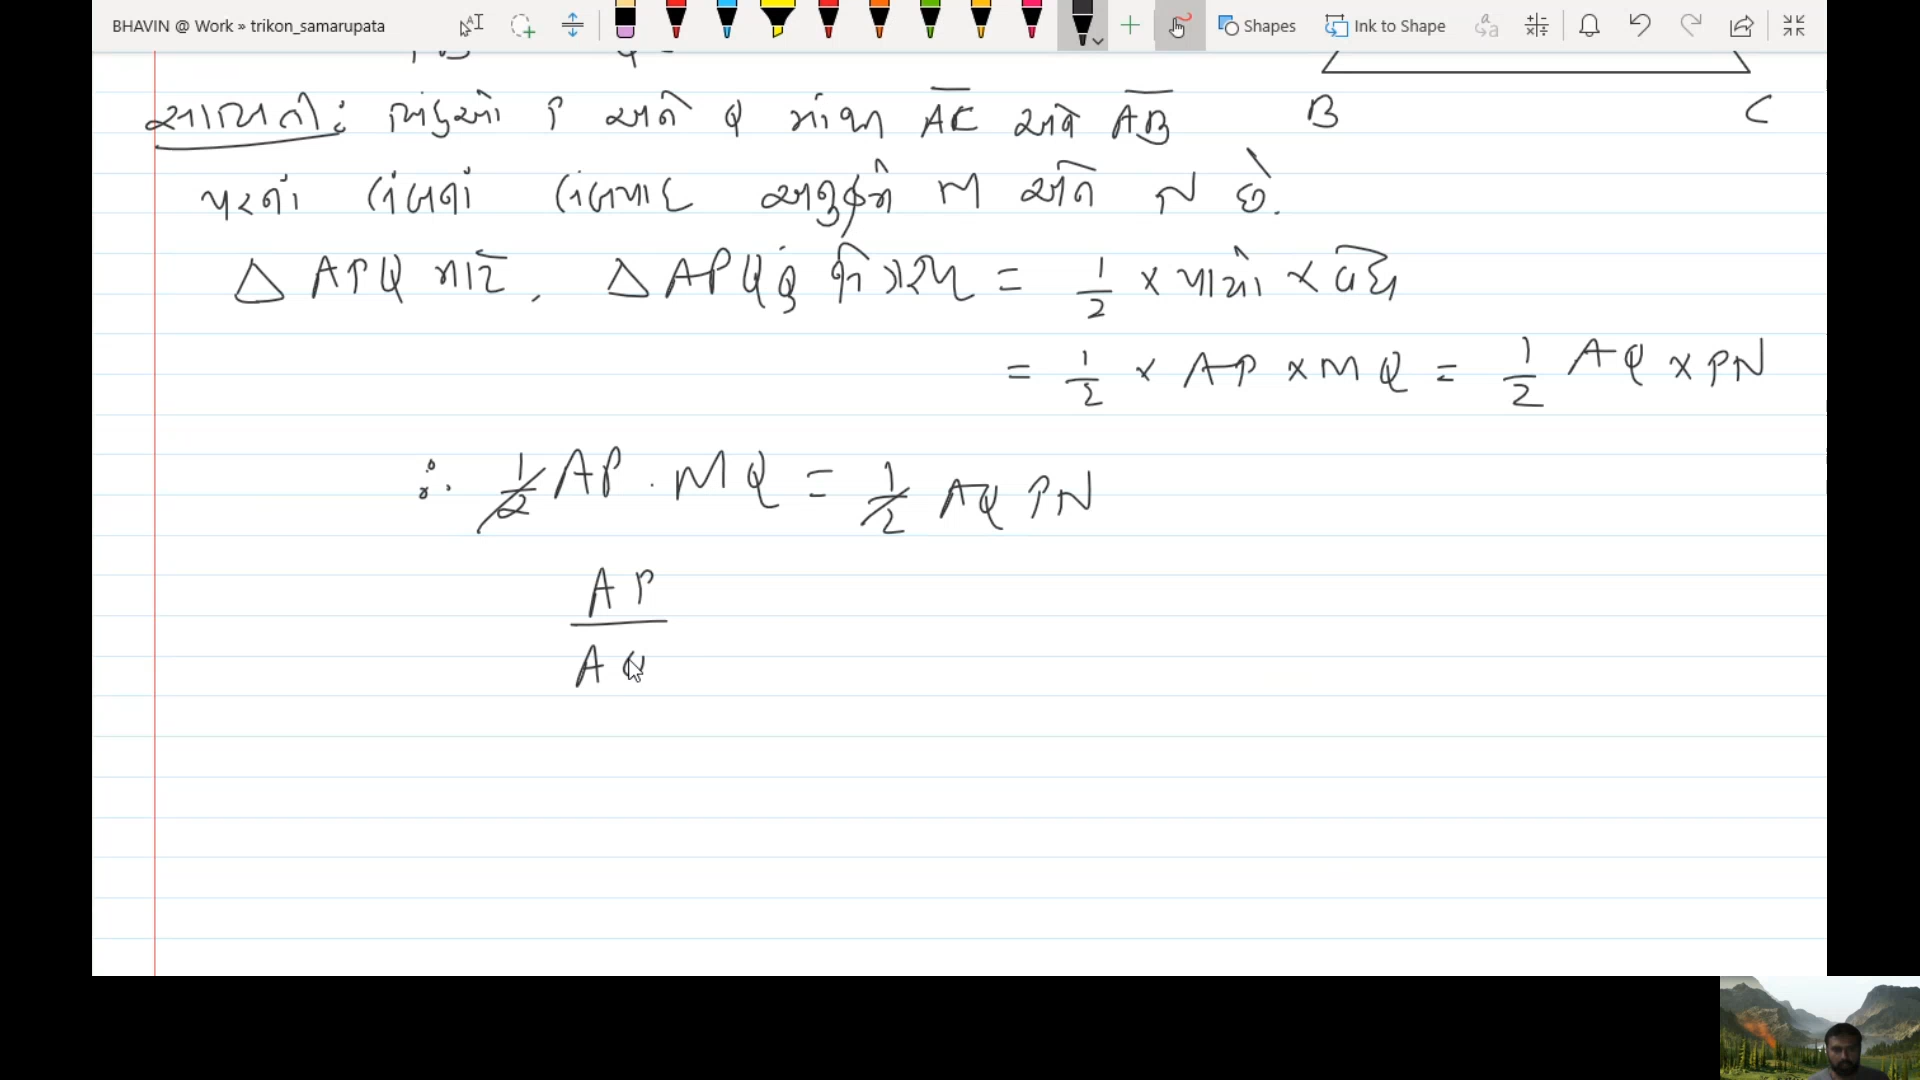 BHAVIN @ Work » trikon_samarupata Shapes Ink to Shape
B C
સાબિતી: બિંદુઓ P અને Q માંથી AC અને AB
પરનાં લંબનાં લંબપાદ અનુક્રમે M અને N છે.
Δ APQ માટે, Δ APQ નું ક્ષેત્રફળ = 1/2 × પાયો × વેધ
= 1/2 × AP × MQ = 1/2 AQ × PN
∴ 1/2 AP . MQ = 1/2 AQ PN
AP
AQ